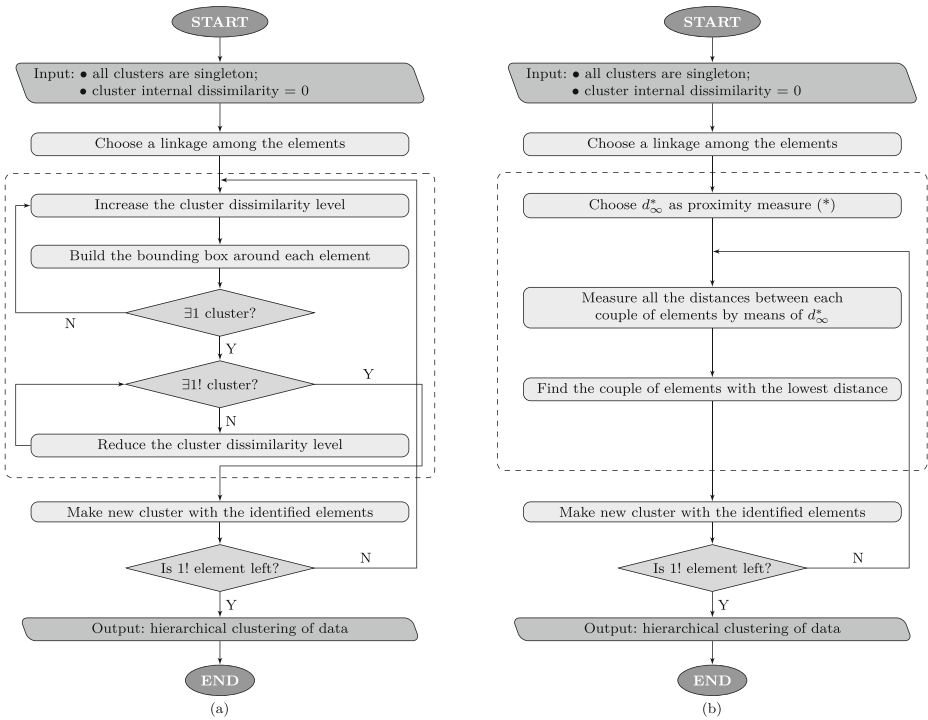 START
Input: • all clusters are singleton;
• cluster internal dissimilarity = 0
Choose a linkage among the elements
Increase the cluster dissimilarity level
Build the bounding box around each element
∃1 cluster?
N
Y
∃1! cluster?
Y
N
Reduce the cluster dissimilarity level
Make new cluster with the identified elements
Is 1! element left?
N
Y
Output: hierarchical clustering of data
END
(a)
START
Input: • all clusters are singleton;
• cluster internal dissimilarity = 0
Choose a linkage among the elements
Choose d*∞ as proximity measure (*)
Measure all the distances between each
couple of elements by means of d*∞
Find the couple of elements with the lowest distance
Make new cluster with the identified elements
Is 1! element left?
N
Y
Output: hierarchical clustering of data
END
(b)